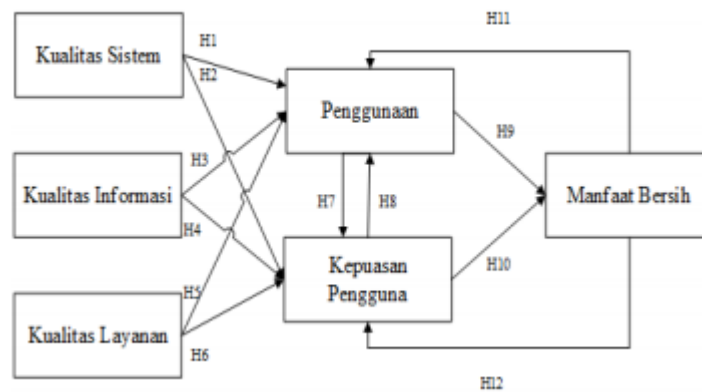 H11
Kualitas Sistem
H1
H2
Penggunaan
H9
H3
Kualitas Informasi
H4
H7
H8
Manfaat Bersih
Kepuasan
Pengguna
H10
H5
Kualitas Layanan
H6
H12